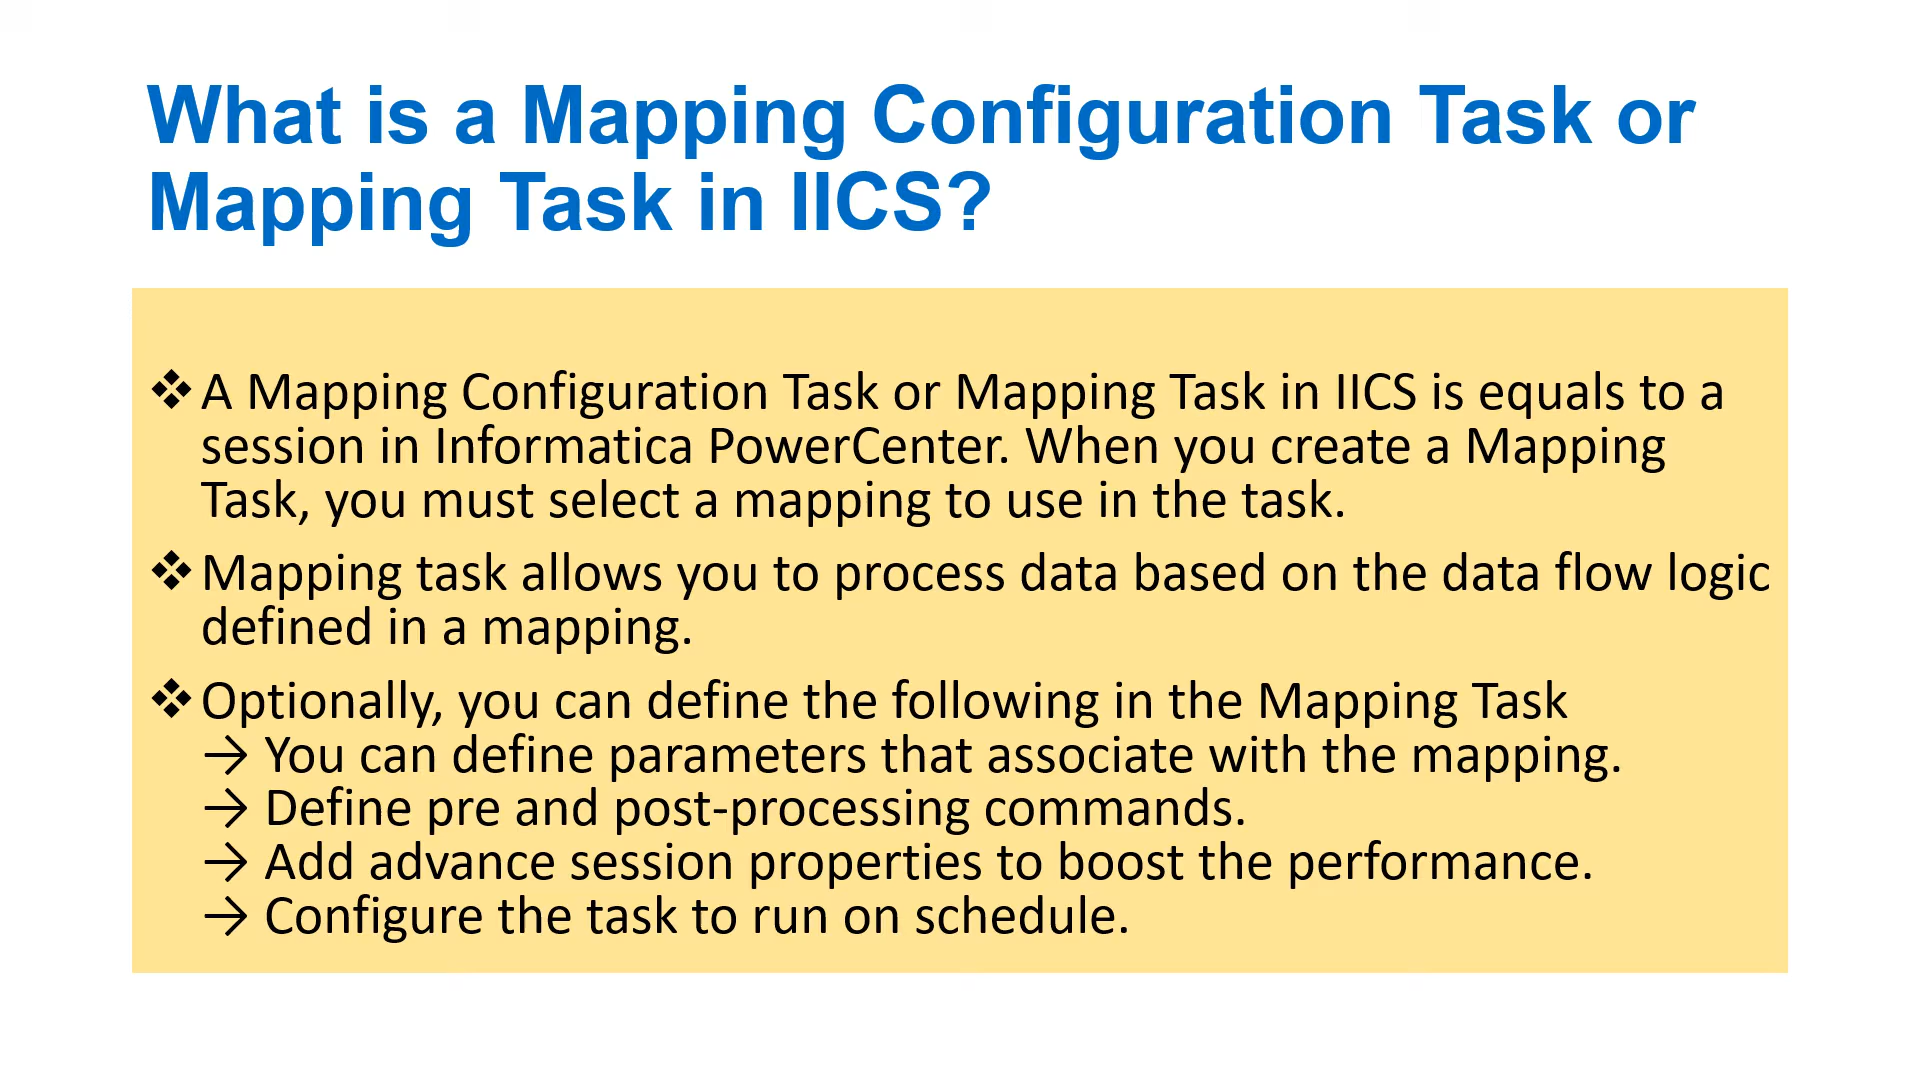 What is a Mapping Configuration Task or
Mapping Task in IICS?
❖A Mapping Configuration Task or Mapping Task in IICS is equals to a
session in Informatica PowerCenter. When you create a Mapping
Task, you must select a mapping to use in the task.
❖Mapping task allows you to process data based on the data flow logic
defined in a mapping.
❖Optionally, you can define the following in the Mapping Task
→ You can define parameters that associate with the mapping.
→ Define pre and post-processing commands.
→ Add advance session properties to boost the performance.
→ Configure the task to run on schedule.